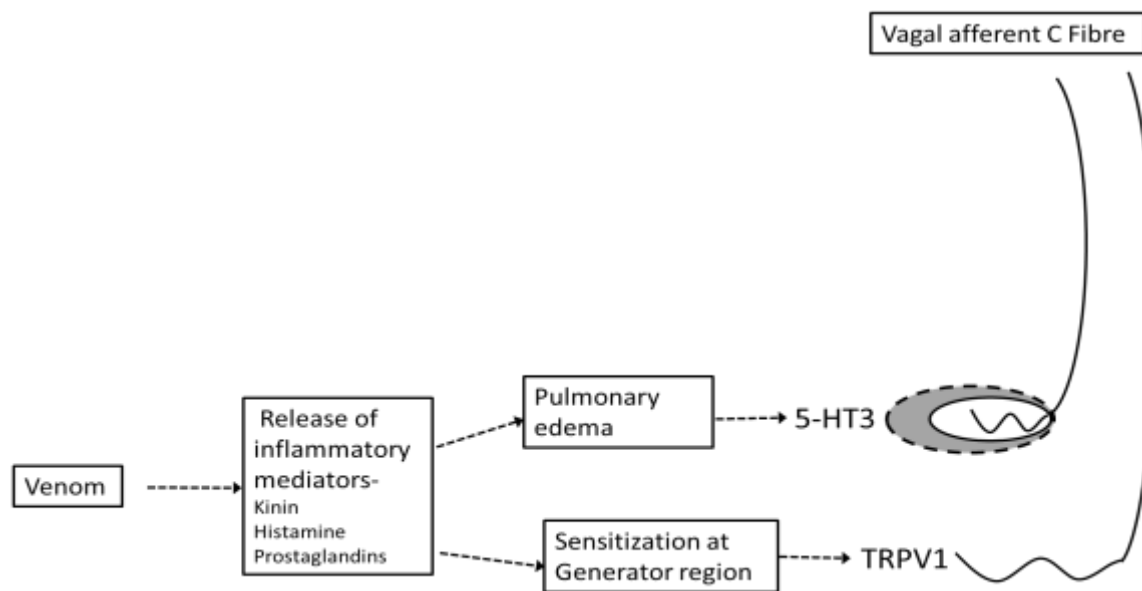 Vagal afferent C Fibre
Pulmonary
edema
5-HT3
Release of
inflammatory
mediators-
Kinin
Histamine
Prostaglandins
Venom
Sensitization at
Generator region
TRPV1